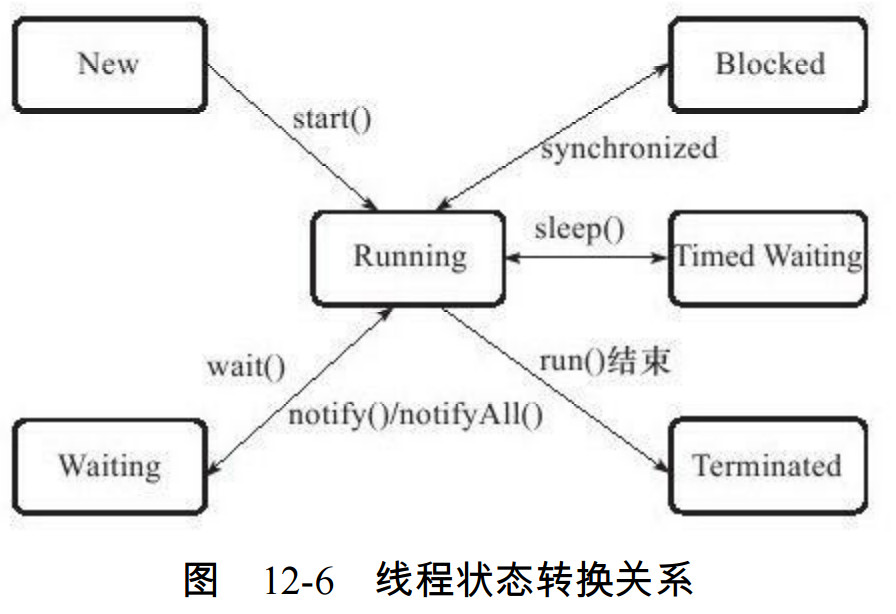 New
Blocked
start()
synchronized
sleep()
Running
Timed Waiting
wait()
run()结束
notify()/notifyAll()
Waiting
Terminated
图 12-6 线程状态转换关系